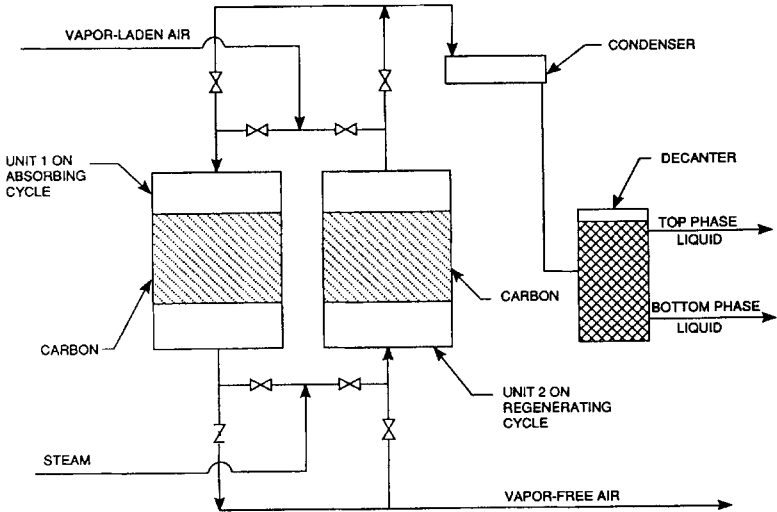 VAPOR-LADEN AIR
CONDENSER
UNIT 1 ON
ABSORBING
CYCLE
DECANTER
TOP PHASE
LIQUID
CARBON
BOTTOM PHASE
LIQUID
CARBON
UNIT 2 ON
REGENERATING
CYCLE
STEAM
VAPOR-FREE AIR